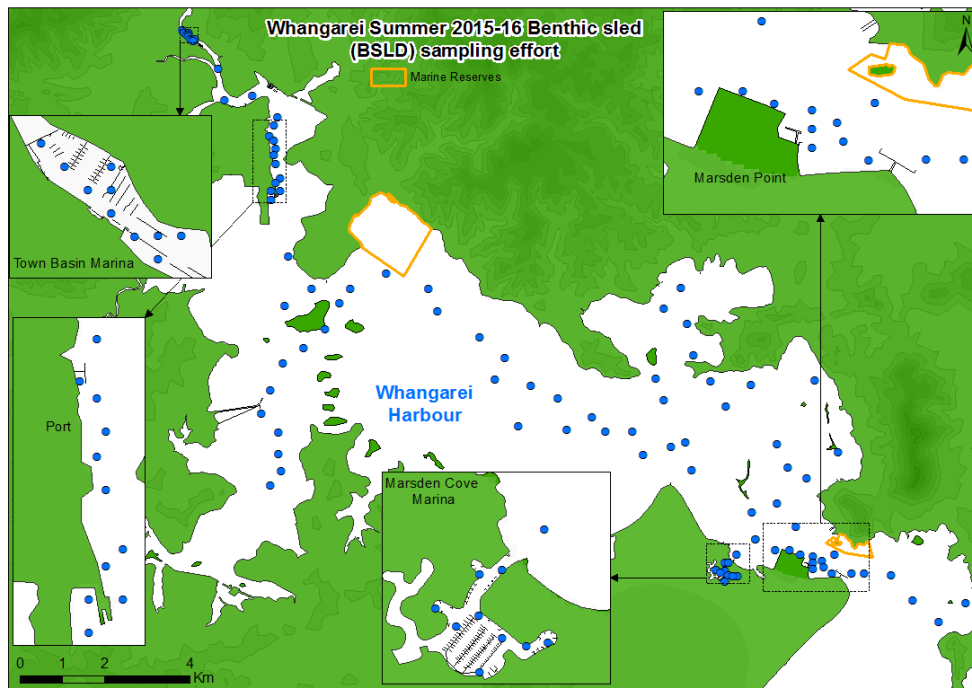 Whangarei Summer 2015-16 Benthic sled
(BSLD) sampling effort
Marine Reserves
N
Marsden Point
Town Basin Marina
Port
Whangarei
Harbour
Marsden Cove
Marina
0 1 2 4
Km